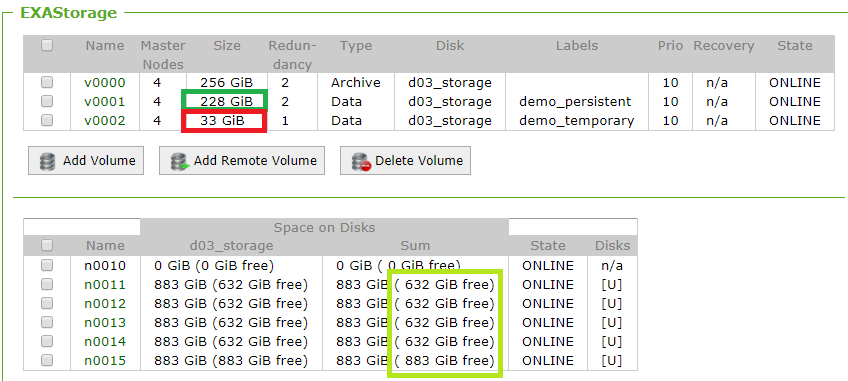 EXAStorage
Name Master Nodes Size Redun-dancy Type Disk Labels Prio Recovery State
v0000 4 256 GiB 2 Archive d03_storage 10 n/a ONLINE
v0001 4 228 GiB 2 Data d03_storage demo_persistent 10 n/a ONLINE
v0002 4 33 GiB 1 Data d03_storage demo_temporary 10 n/a ONLINE
Add Volume Add Remote Volume Delete Volume
Space on Disks
Name d03_storage Sum State Disks
n0010 0 GiB (0 GiB free) 0 GiB ( 0 GiB free) ONLINE n/a
n0011 883 GiB (632 GiB free) 883 GiB ( 632 GiB free) ONLINE [U]
n0012 883 GiB (632 GiB free) 883 GiB ( 632 GiB free) ONLINE [U]
n0013 883 GiB (632 GiB free) 883 GiB ( 632 GiB free) ONLINE [U]
n0014 883 GiB (632 GiB free) 883 GiB ( 632 GiB free) ONLINE [U]
n0015 883 GiB (883 GiB free) 883 GiB ( 883 GiB free) ONLINE [U]